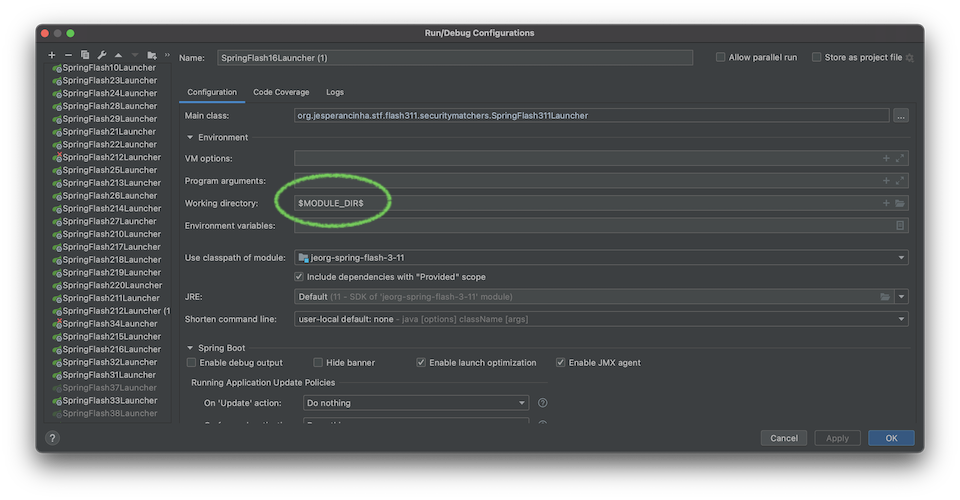 Run/Debug Configurations
Name: SpringFlash16Launcher (1)
Allow parallel run
Store as project file
SpringFlash10Launcher
SpringFlash23Launcher
SpringFlash24Launcher
SpringFlash28Launcher
SpringFlash29Launcher
SpringFlash21Launcher
SpringFlash22Launcher
SpringFlash212Launcher
SpringFlash25Launcher
SpringFlash213Launcher
SpringFlash26Launcher
SpringFlash214Launcher
SpringFlash27Launcher
SpringFlash210Launcher
SpringFlash217Launcher
SpringFlash218Launcher
SpringFlash219Launcher
SpringFlash220Launcher
SpringFlash211Launcher
SpringFlash212Launcher (1
SpringFlash34Launcher
SpringFlash215Launcher
SpringFlash216Launcher
SpringFlash32Launcher
SpringFlash31Launcher
SpringFlash37Launcher
SpringFlash33Launcher
SpringFlash38Launcher
Configuration Code Coverage Logs
Main class: org.jesperancinha.stf.flash311.securitymatchers.SpringFlash311Launcher ...
Environment
VM options:
Program arguments:
Working directory: $MODULE_DIR$
Environment variables:
Use classpath of module: jeorg-spring-flash-3-11
Include dependencies with "Provided" scope
JRE: Default (11 - SDK of 'jeorg-spring-flash-3-11' module)
Shorten command line: user-local default: none - java [options] className [args]
Spring Boot
Enable debug output Hide banner Enable launch optimization Enable JMX agent
Running Application Update Policies
On 'Update' action: Do nothing ?
? Cancel Apply OK